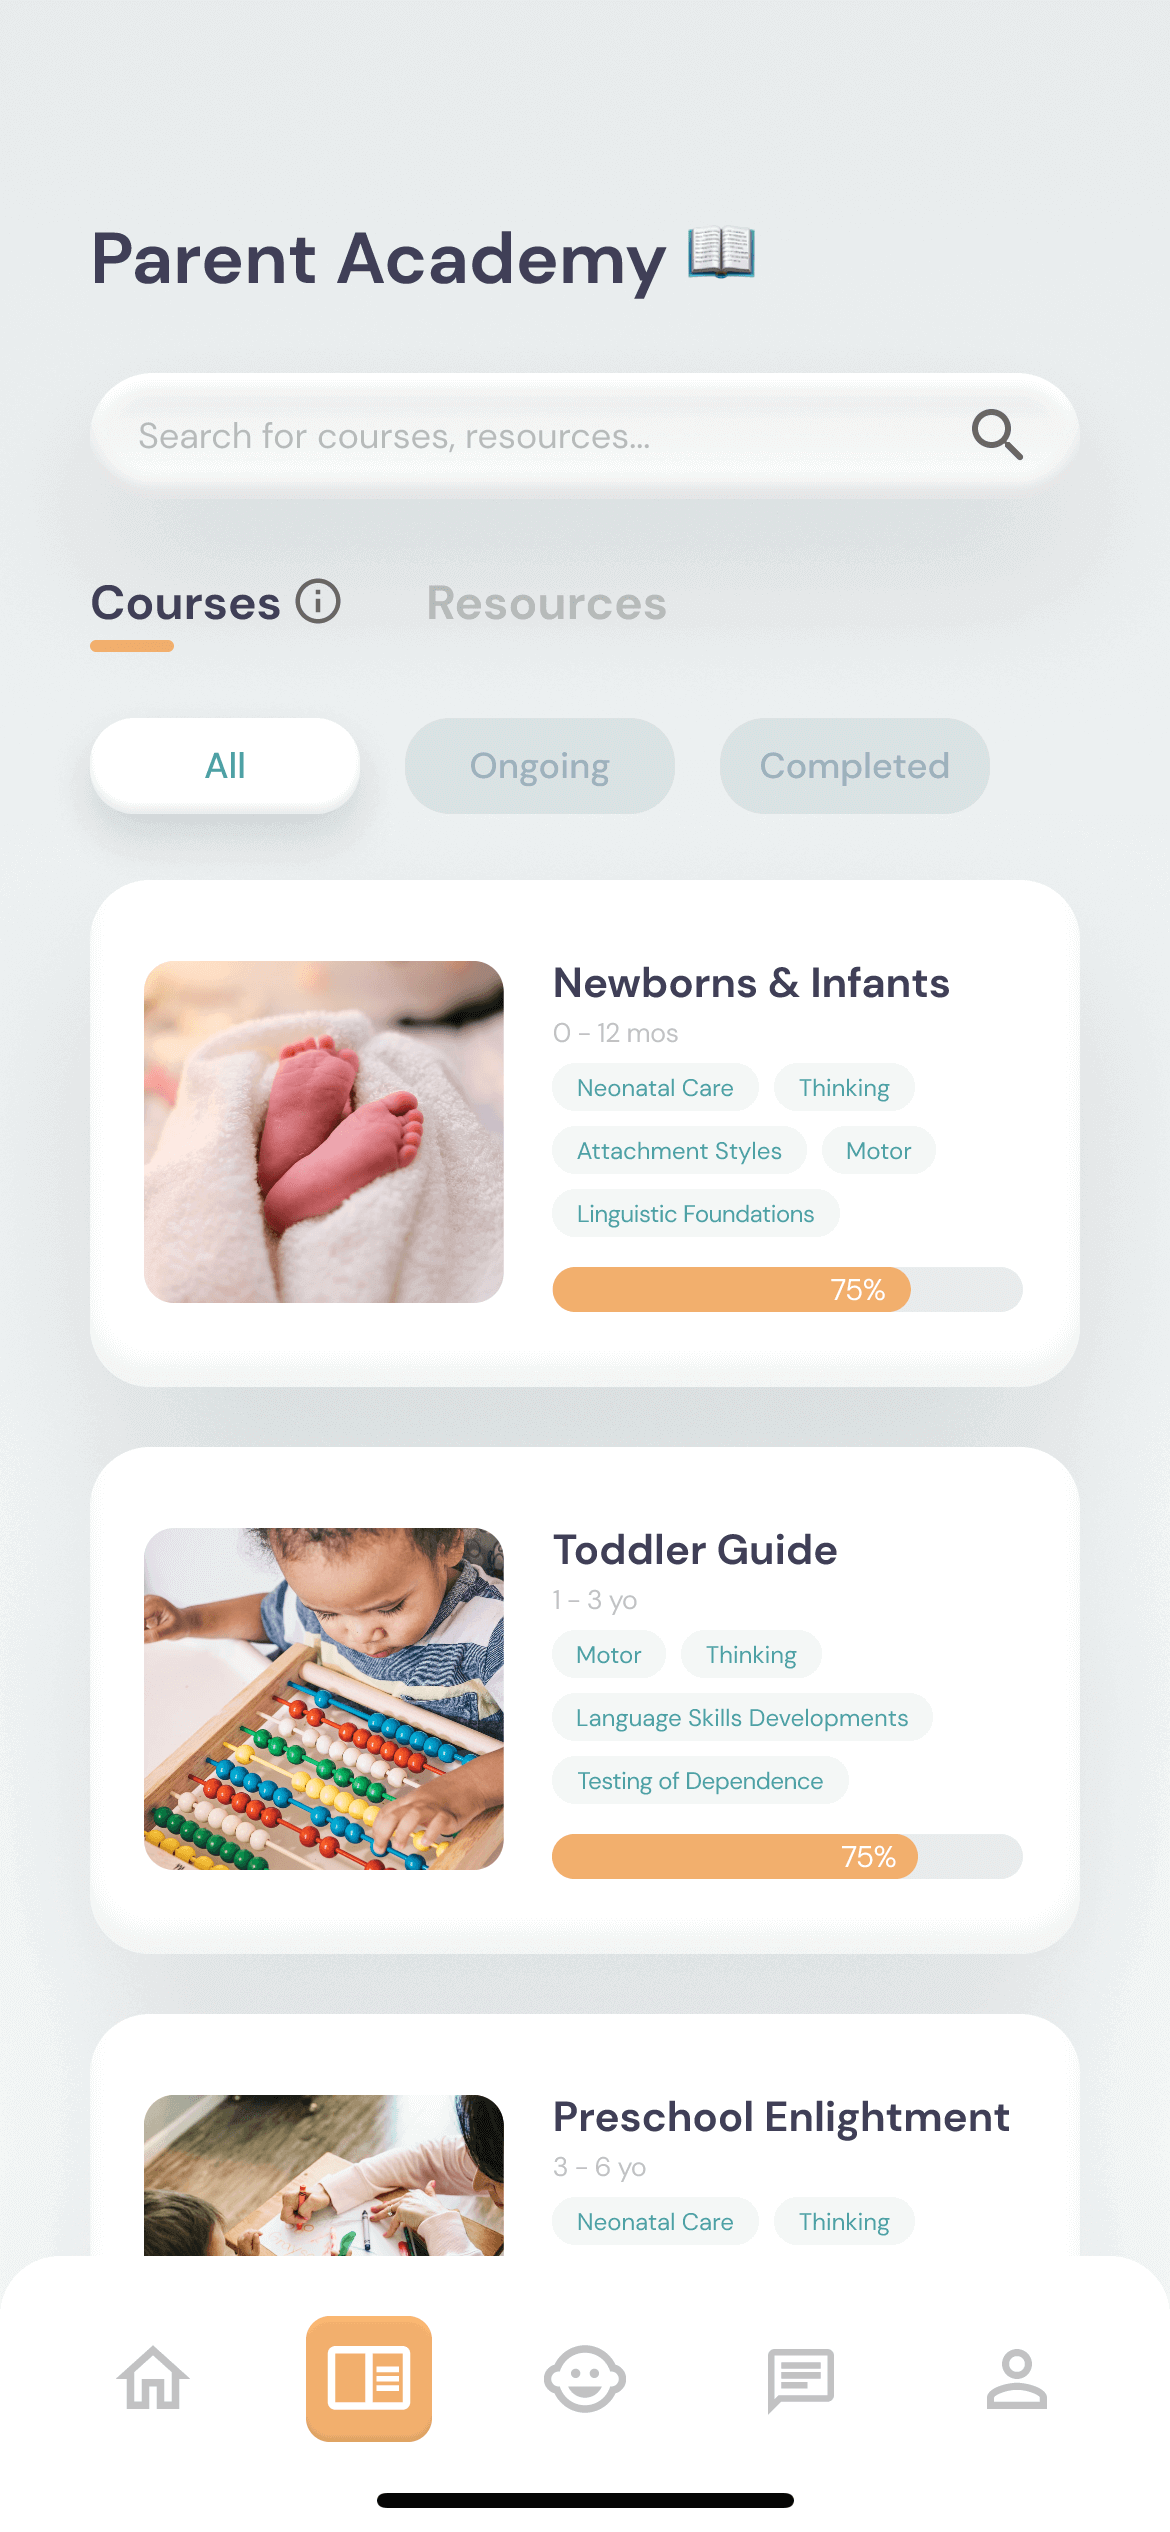 Parent Academy 📖
Search for courses, resources...
Courses Resources
All Ongoing Completed
Newborns & Infants
0 - 12 mos
Neonatal Care Thinking
Attachment Styles Motor
Linguistic Foundations
75%
Toddler Guide
1 - 3 yo
Motor Thinking
Language Skills Developments
Testing of Dependence
75%
Preschool Enlightment
3 - 6 yo
Neonatal Care Thinking